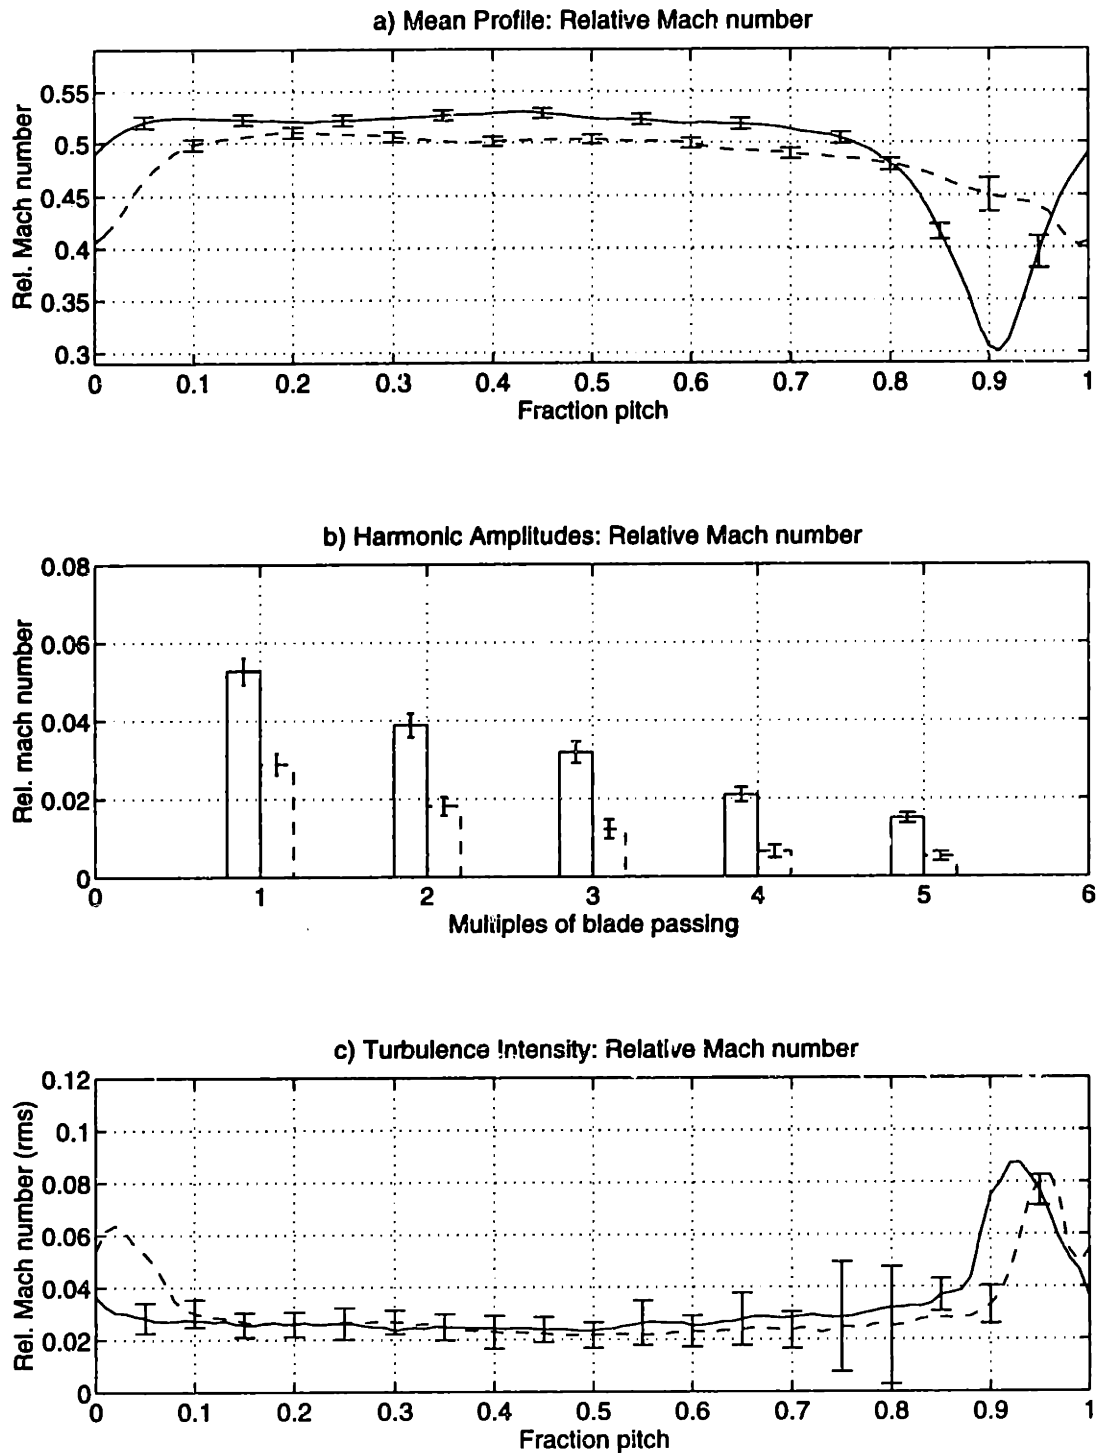 a) Mean Profile: Relative Mach number
Rel. Mach number
0.55
0.5
0.45
0.4
0.35
0.3
0 0.1 0.2 0.3 0.4 0.5 0.6 0.7 0.8 0.9 1
Fraction pitch
b) Harmonic Amplitudes: Relative Mach number
Rel. mach number
0.08
0.06
0.04
0.02
0
0 1 2 3 4 5 6
Multiples of blade passing
c) Turbulence Intensity: Relative Mach number
Rel. Mach number (rms)
0.12
0.1
0.08
0.06
0.04
0.02
0
0 0.1 0.2 0.3 0.4 0.5 0.6 0.7 0.8 0.9 1
Fraction pitch